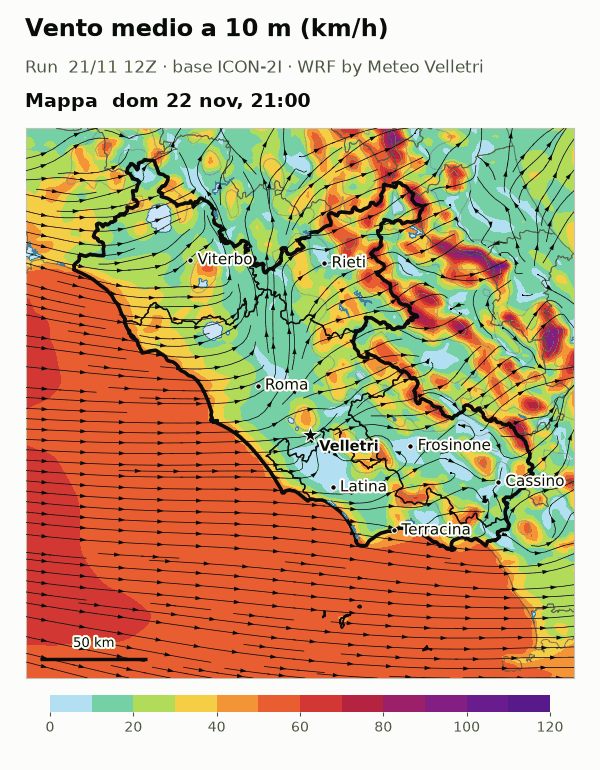 Vento medio a 10 m (km/h)
Run 21/11 12Z · base ICON-2I · WRF by Meteo Velletri
Mappa dom 22 nov, 21:00
Viterbo
Rieti
Roma
Velletri
Frosinone
Latina
Cassino
Terracina
50 km
0 20 40 60 80 100 120